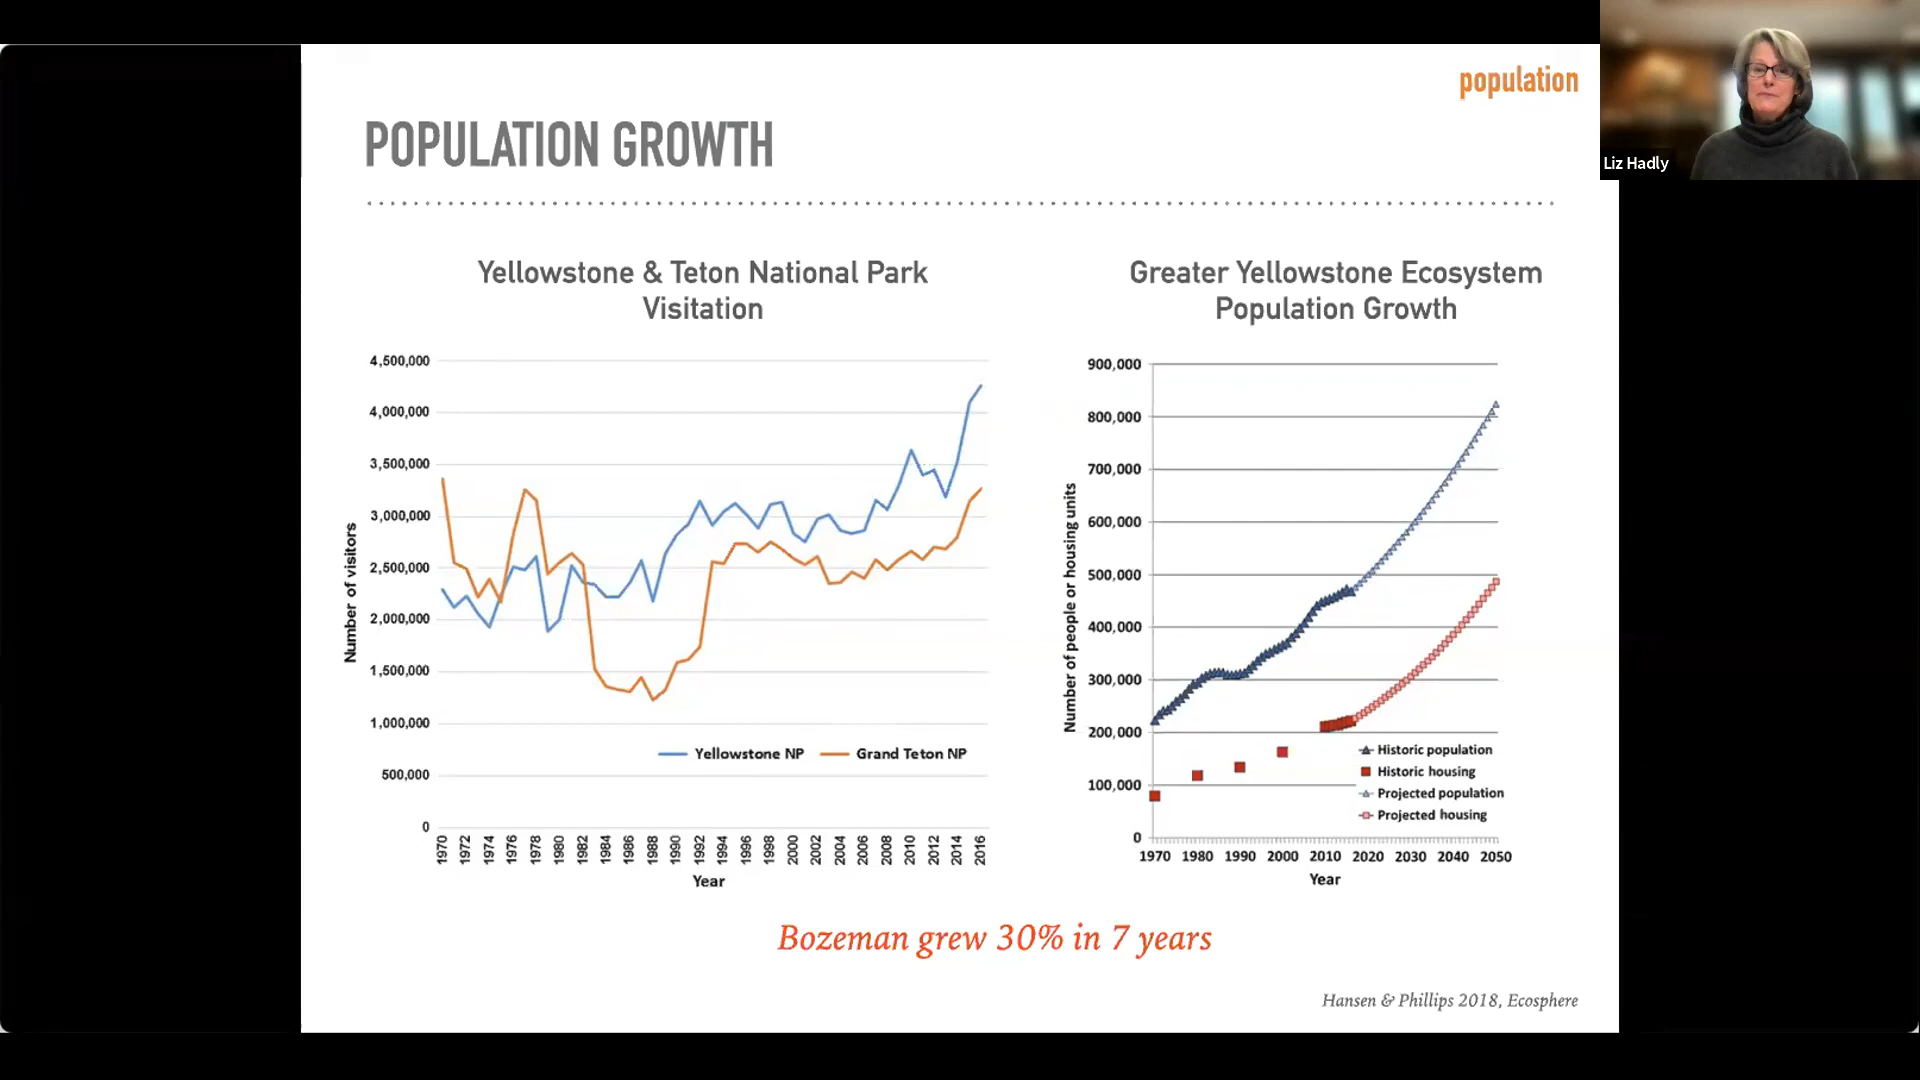 population
Liz Hadly
POPULATION GROWTH
Yellowstone & Teton National Park
Visitation
4,500,000
4,000,000
3,500,000
3,000,000
2,500,000
2,000,000
1,500,000
1,000,000
500,000
0
Number of visitors
Yellowstone NP
Grand Teton NP
1970 1972 1974 1976 1978 1980 1982 1984 1986 1988 1990 1992 1994 1996 1998 2000 2002 2004 2006 2008 2010 2012 2014 2016
Year
Greater Yellowstone Ecosystem
Population Growth
900,000
800,000
700,000
600,000
500,000
400,000
300,000
200,000
100,000
0
Number of people or housing units
Historic population
Historic housing
Projected population
Projected housing
1970 1980 1990 2000 2010 2020 2030 2040 2050
Year
Bozeman grew 30% in 7 years
Hansen & Phillips 2018, Ecosphere